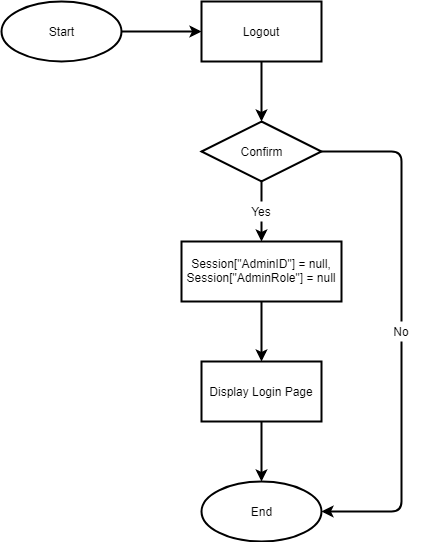 Start
Logout
Confirm
Yes
Session["AdminID"] = null,
Session["AdminRole"] = null
No
Display Login Page
End